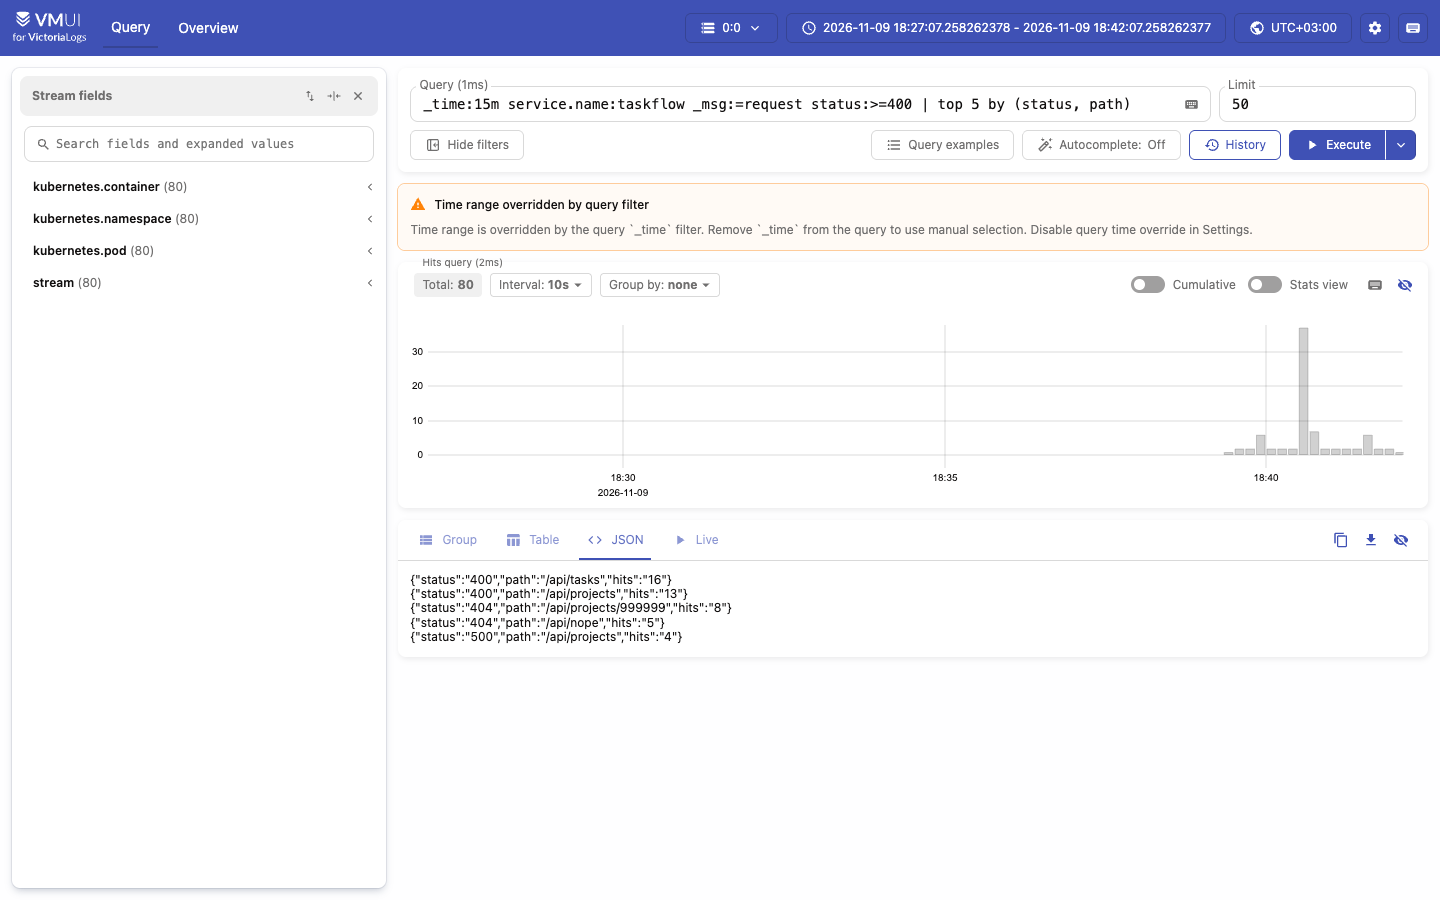 VMUI
for VictoriaLogs
Query
Overview
0:0
2026-11-09 18:27:07.258262378 - 2026-11-09 18:42:07.258262377
UTC+03:00
Stream fields
Search fields and expanded values
kubernetes.container (80)
kubernetes.namespace (80)
kubernetes.pod (80)
stream (80)
Query (1ms)
_time:15m service.name:taskflow _msg:=request status:>=400 | top 5 by (status, path)
Limit
50
Hide filters
Query examples
Autocomplete: Off
History
Execute
Time range overridden by query filter
Time range is overridden by the query `_time` filter. Remove `_time` from the query to use manual selection. Disable query time override in Settings.
Hits query (2ms)
Total: 80
Interval: 10s
Group by: none
Cumulative
Stats view
30
20
10
0
18:30
2026-11-09
18:35
18:40
Group
Table
JSON
Live
{"status":"400","path":"/api/tasks","hits":"16"}
{"status":"400","path":"/api/projects","hits":"13"}
{"status":"404","path":"/api/projects/999999","hits":"8"}
{"status":"404","path":"/api/nope","hits":"5"}
{"status":"500","path":"/api/projects","hits":"4"}